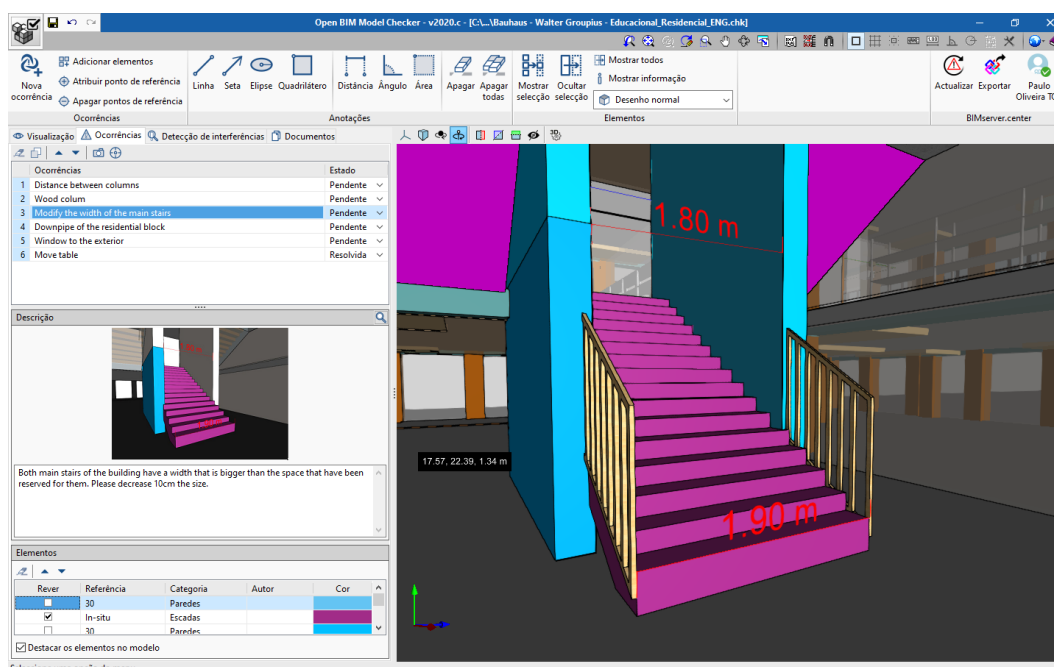 Open BIM Model Checker - v2020.c - [C:\...\Bauhaus - Walter Groupius - Educacional_Residencial_ENG.chk]
Nova ocorrência
Adicionar elementos
Atribuir ponto de referência
Apagar pontos de referência
Ocorrências
Linha
Seta
Elipse
Quadrilátero
Distância
Ângulo
Área
Apagar
Apagar todas
Anotações
Mostrar selecção
Ocultar selecção
Mostrar todos
Mostrar informação
Desenho normal
Elementos
Actualizar
Exportar
Paulo
Oliveira
BIMserver.center
Visualização
Ocorrências
Detecção de interferências
Documentos
Ocorrências Estado
1 Distance between columns Pendente
2 Wood colum Pendente
3 Modify the width of the main stairs Pendente
4 Downpipe of the residential block Pendente
5 Window to the exterior Pendente
6 Move table Resolvida
Descrição
Both main stairs of the building have a width that is bigger than the space that have been
reserved for them. Please decrease 10cm the size.
Elementos
Rever Referência Categoria Autor Cor
30 Paredes
In-situ Escadas
30 Paredes
Destacar os elementos no modelo
1.80 m
17.57, 22.39, 1.34 m
1.90 m